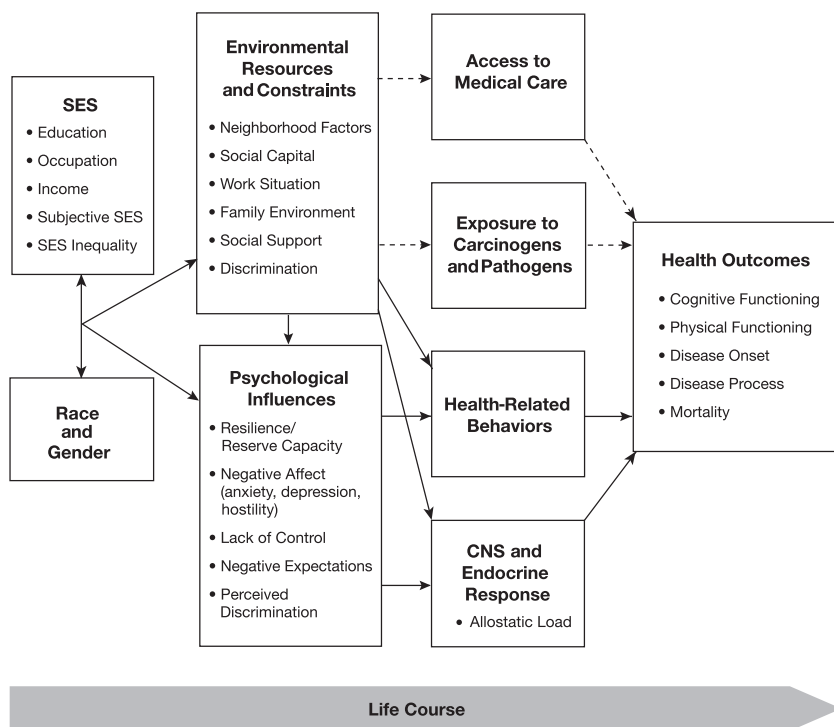 SES
• Education
• Occupation
• Income
• Subjective SES
• SES Inequality
Race
and
Gender
Environmental
Resources
and Constraints
• Neighborhood Factors
• Social Capital
• Work Situation
• Family Environment
• Social Support
• Discrimination
Psychological
Influences
• Resilience/
Reserve Capacity
• Negative Affect
(anxiety, depression,
hostility)
• Lack of Control
• Negative Expectations
• Perceived
Discrimination
Access to
Medical Care
Exposure to
Carcinogens
and Pathogens
Health-Related
Behaviors
CNS and
Endocrine
Response
• Allostatic Load
Health Outcomes
• Cognitive Functioning
• Physical Functioning
• Disease Onset
• Disease Process
• Mortality
Life Course